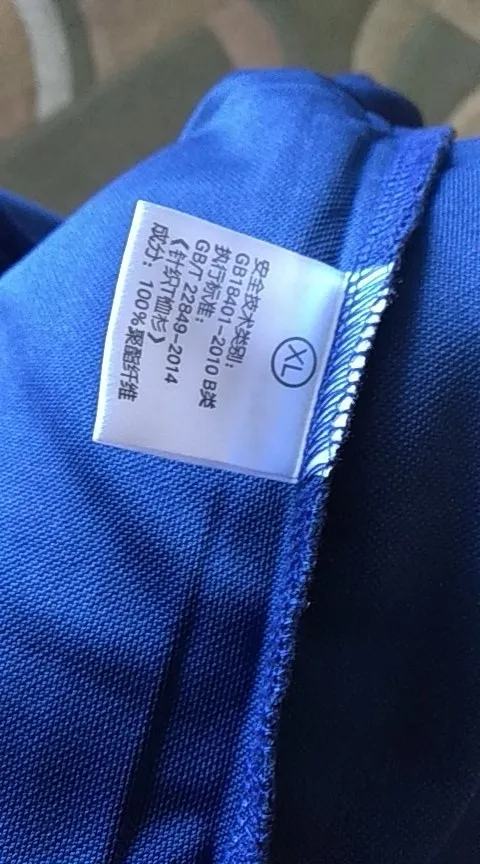 XL
安全技术类别:
GB18401-2010 B类
执行标准:
GB/T 22849-2014
《针织T恤衫》
成分: 100%聚酯纤维